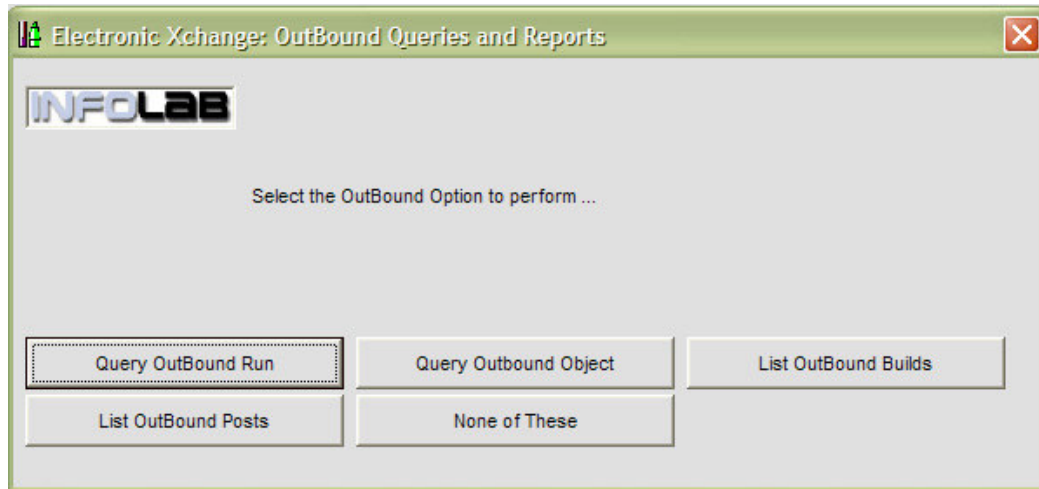 Electronic Xchange: OutBound Queries and Reports
INFOLAB
Select the OutBound Option to perform ...
Query OutBound Run
Query Outbound Object
List OutBound Builds
List OutBound Posts
None of These